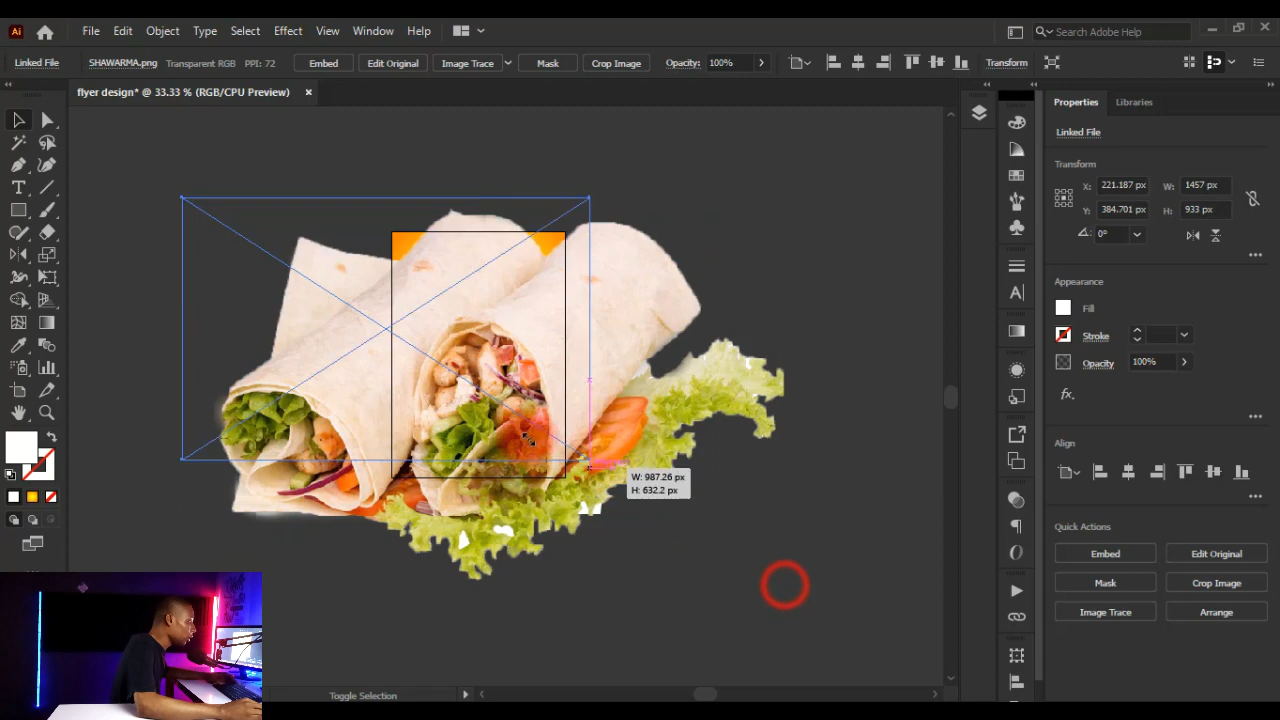 Ai File Edit Object Type Select Effect View Window Help Search Adobe Help
Linked File SHAWARMA.png Transparent RGB PPI: 72 Embed Edit Original Image Trace Mask Crop Image Opacity: 100% Transform
flyer design* @ 33.33 % (RGB/CPU Preview) ×
Properties Libraries
Linked File
Transform
X: 221.187 px W: 1457 px
Y: 384.701 px H: 933 px
0°
Appearance
Fill
Stroke
Opacity 100%
fx.
Align
Quick Actions
Embed Edit Original
Mask Crop Image
Image Trace Arrange
W: 987.26 px
H: 632.2 px
Toggle Selection